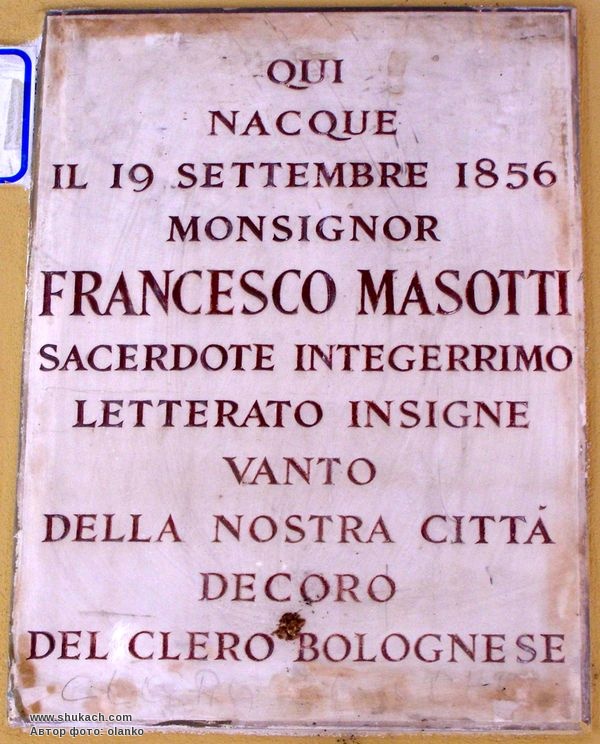 QUI
NACQUE
IL 19 SETTEMBRE 1856
MONSIGNOR
FRANCESCO MASOTTI
SACERDOTE INTEGERRIMO
LETTERATO INSIGNE
VANTO
DELLA NOSTRA CITTÁ
DECORO
DEL CLERO BOLOGNESE
www.shukach.com
Автор фото: olanko